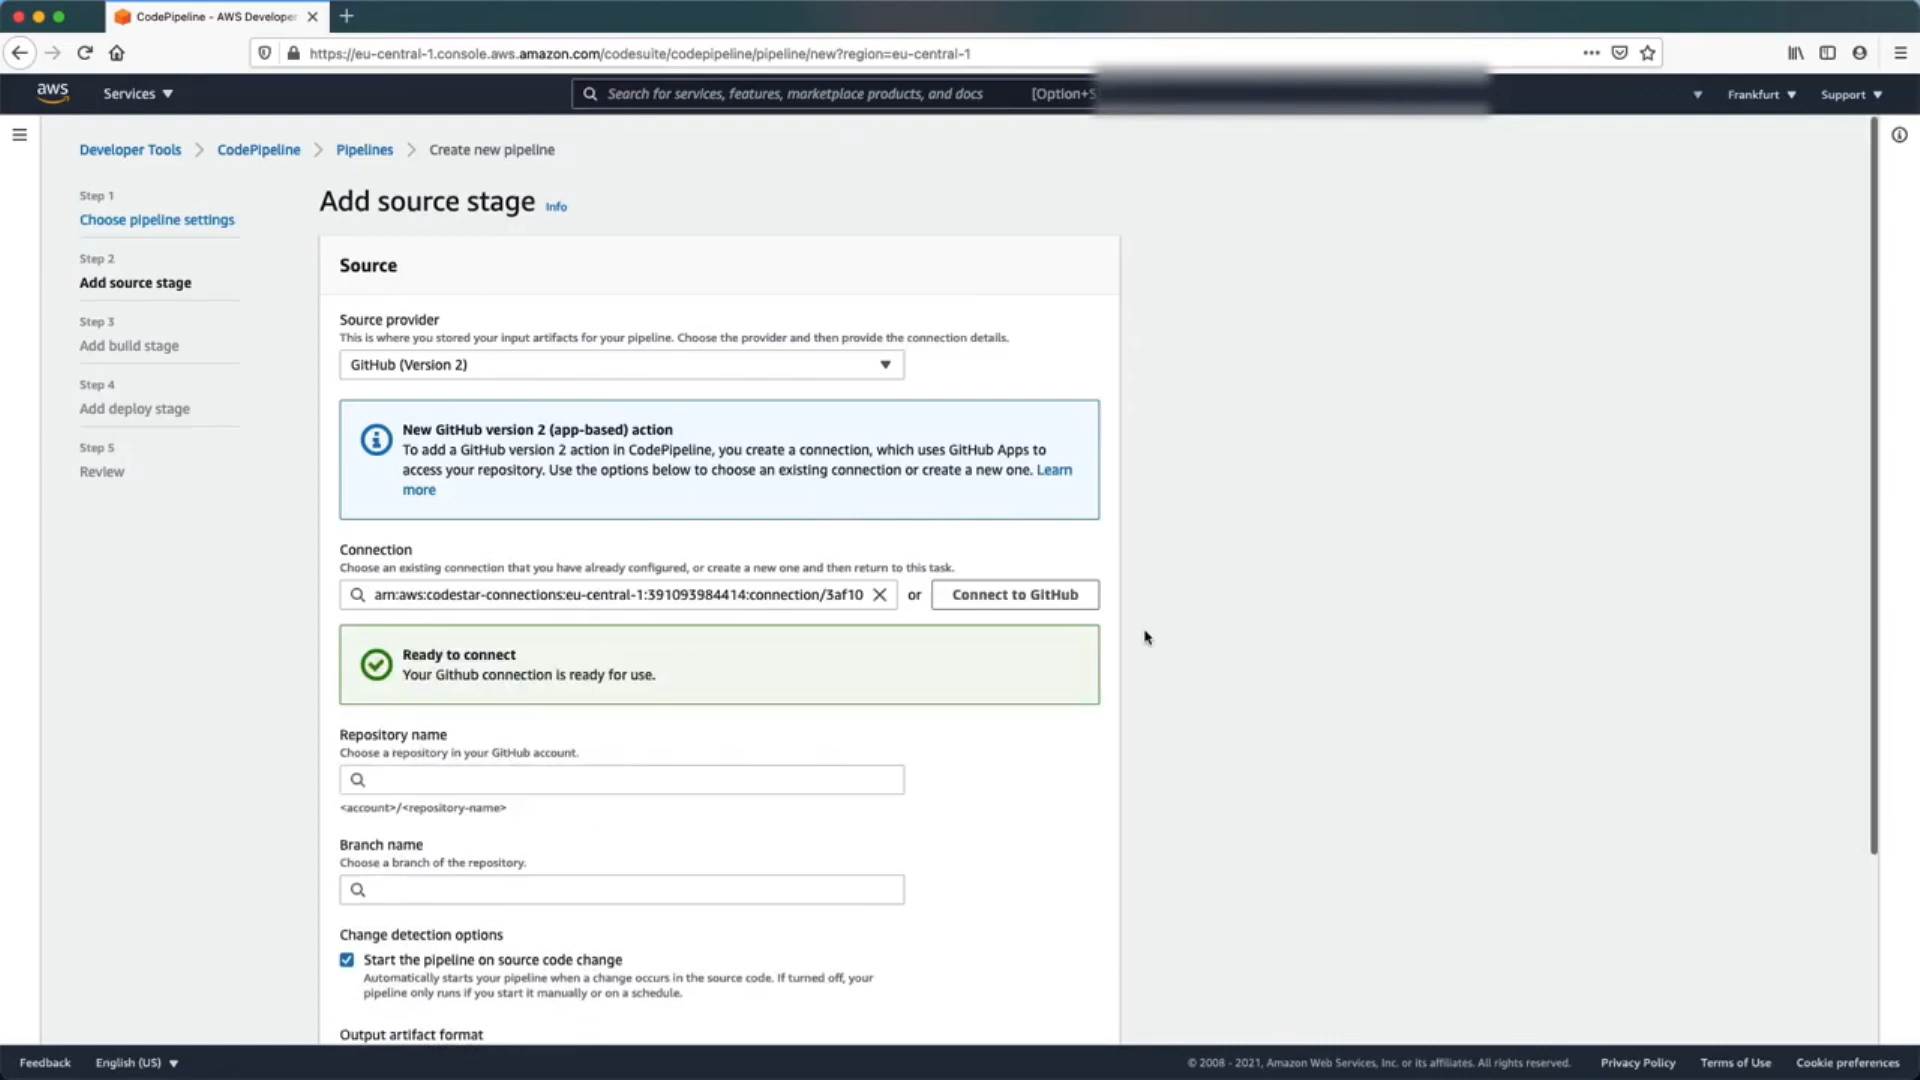 CodePipeline - AWS Developer
https://eu-central-1.console.aws.amazon.com/codesuite/codepipeline/pipeline/new?region=eu-central-1
aws
Services
Search for services, features, marketplace products, and docs
[Option+S
Frankfurt
Support
Developer Tools
CodePipeline
Pipelines
Create new pipeline
Step 1
Choose pipeline settings
Step 2
Add source stage
Step 3
Add build stage
Step 4
Add deploy stage
Step 5
Review
Add source stage Info
Source
Source provider
This is where you stored your input artifacts for your pipeline. Choose the provider and then provide the connection details.
GitHub (Version 2)
New GitHub version 2 (app-based) action
To add a GitHub version 2 action in CodePipeline, you create a connection, which uses GitHub Apps to
access your repository. Use the options below to choose an existing connection or create a new one. Learn
more
Connection
Choose an existing connection that you have already configured, or create a new one and then return to this task.
arn:aws:codestar-connections:eu-central-1:391093984414:connection/3af10
or
Connect to GitHub
Ready to connect
Your Github connection is ready for use.
Repository name
Choose a repository in your GitHub account.
<account>/<repository-name>
Branch name
Choose a branch of the repository.
Change detection options
Start the pipeline on source code change
Automatically starts your pipeline when a change occurs in the source code. If turned off, your
pipeline only runs if you start it manually or on a schedule.
Output artifact format
Feedback
English (US)
© 2008 - 2021, Amazon Web Services, Inc. or its affiliates. All rights reserved.
Privacy Policy
Terms of Use
Cookie preferences